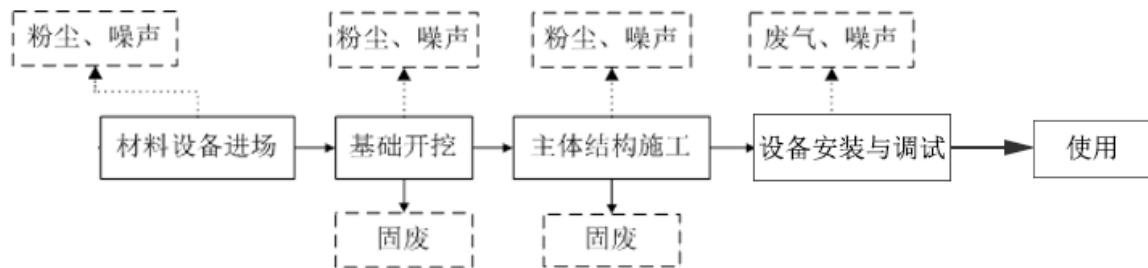 粉尘、噪声
粉尘、噪声
粉尘、噪声
废气、噪声
材料设备进场
基础开挖
主体结构施工
设备安装与调试
使用
固废
固废